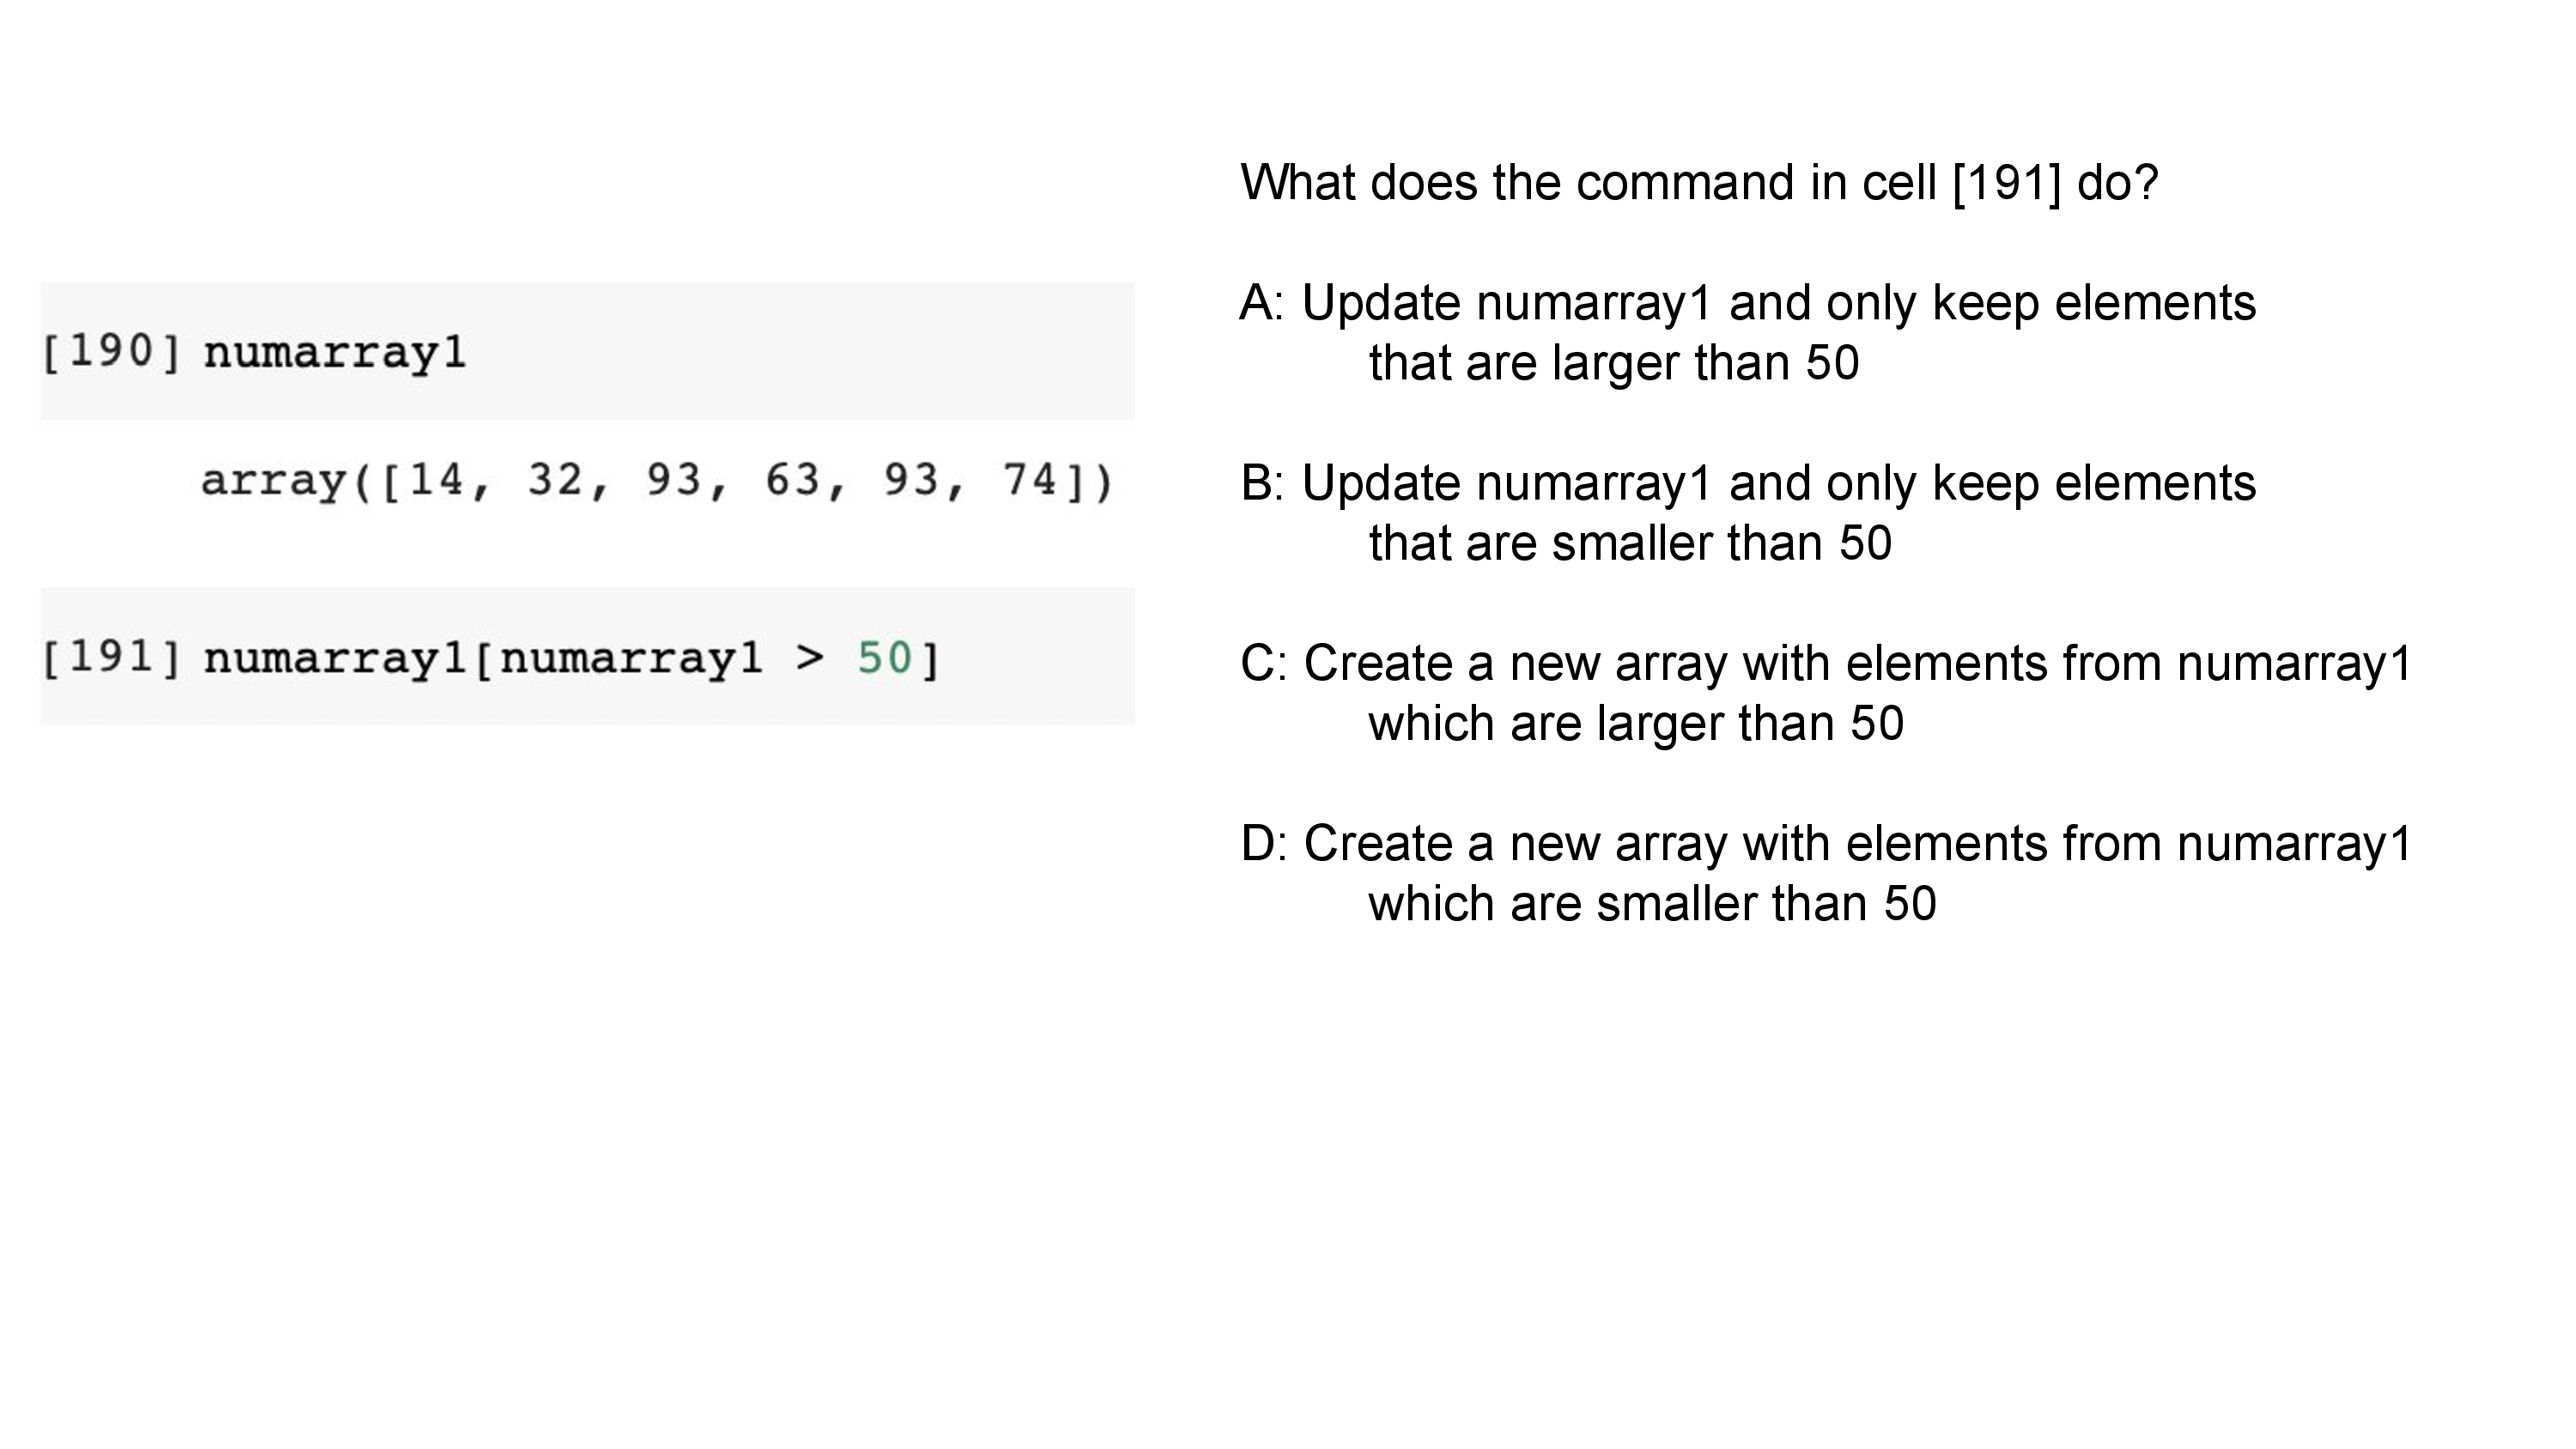 [190] numarray1
array([14, 32, 93, 63, 93, 74])
[191] numarray1[numarray1 > 50]
What does the command in cell [191] do?
A: Update numarray1 and only keep elements
that are larger than 50
B: Update numarray1 and only keep elements
that are smaller than 50
C: Create a new array with elements from numarray1
which are larger than 50
D: Create a new array with elements from numarray1
which are smaller than 50